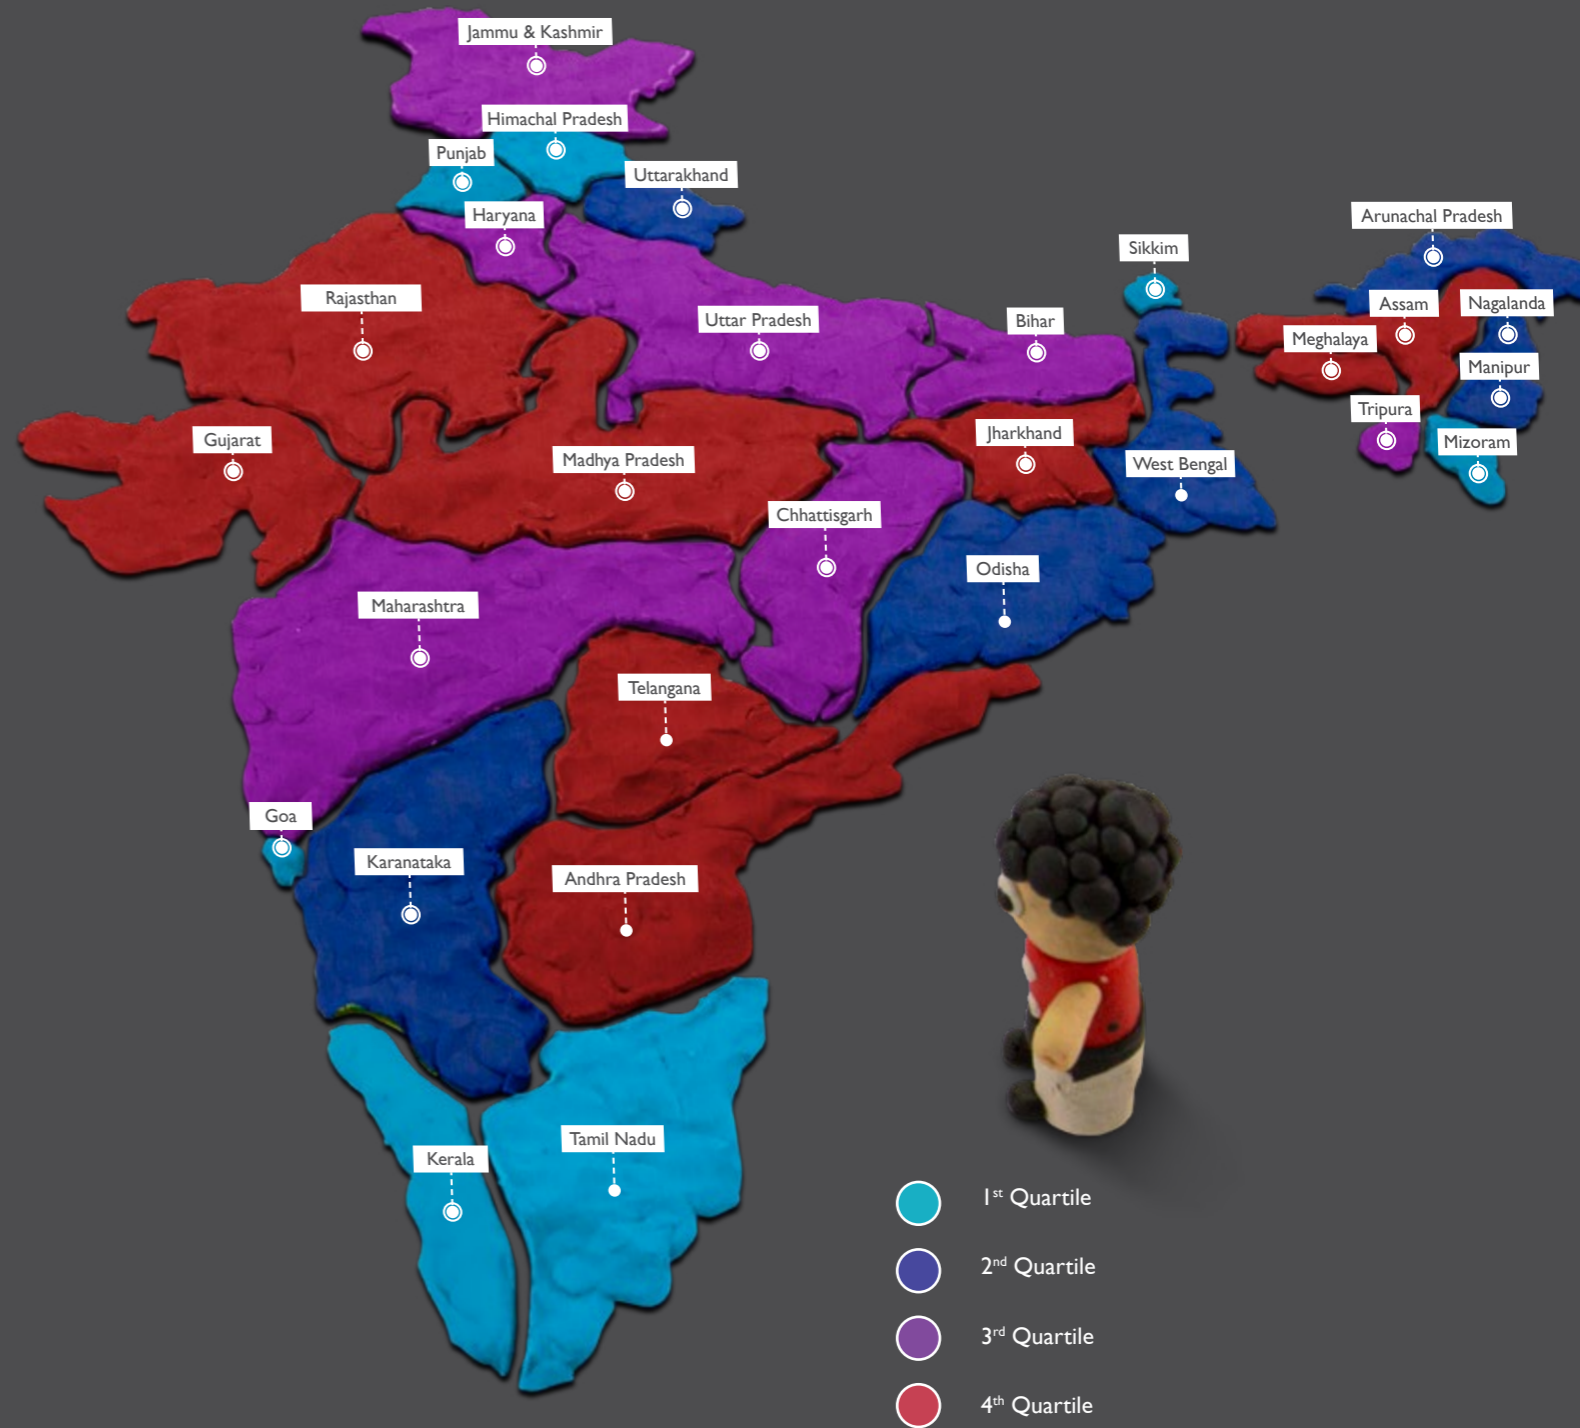 Jammu & Kashmir
Himachal Pradesh
Punjab
Uttarakhand
Haryana
Arunachal Pradesh
Sikkim
Rajasthan
Uttar Pradesh
Bihar
Assam
Nagalanda
Meghalaya
Manipur
Tripura
Mizoram
Gujarat
Madhya Pradesh
Jharkhand
West Bengal
Chhattisgarh
Odisha
Maharashtra
Telangana
Goa
Karanataka
Andhra Pradesh
Tamil Nadu
Kerala
1st Quartile
2nd Quartile
3rd Quartile
4th Quartile